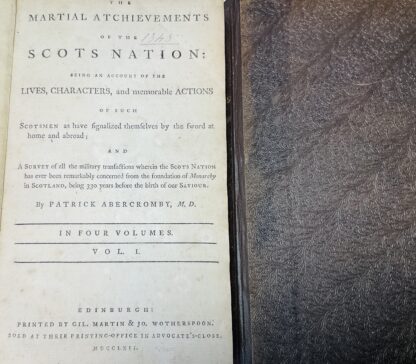 THE
MARTIAL ATCHIEVEMENTS
OF THE
SCOTS NATION:
BEING AN ACCOUNT OF THE
LIVES, CHARACTERS, and memorable ACTIONS
OF SUCH
SCOTSMEN as have signalized themselves by the sword at
home and abroad;
AND
A SURVEY of all the military transactions wherein the SCOTS NATION
has ever been remarkably concerned from the foundation of Monarchy
in SCOTLAND, being 330 years before the birth of our SAVIOUR.
By PATRICK ABERCROMBY, M. D.
IN FOUR VOLUMES.
VOL. I.
EDINBURGH:
PRINTED BY GIL. MARTIN & JO. WOTHERSPOON.
SOLD AT THEIR PRINTING-OFFICE IN ADVOCATE'S-CLOSE.